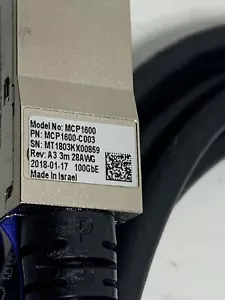 Model No: MCP1600
PN: MCP1600-C003
SN: MT1803KX00859
Rev: A3 3m 28AWG
2018-01-17 100GbE
Made in Israel
P